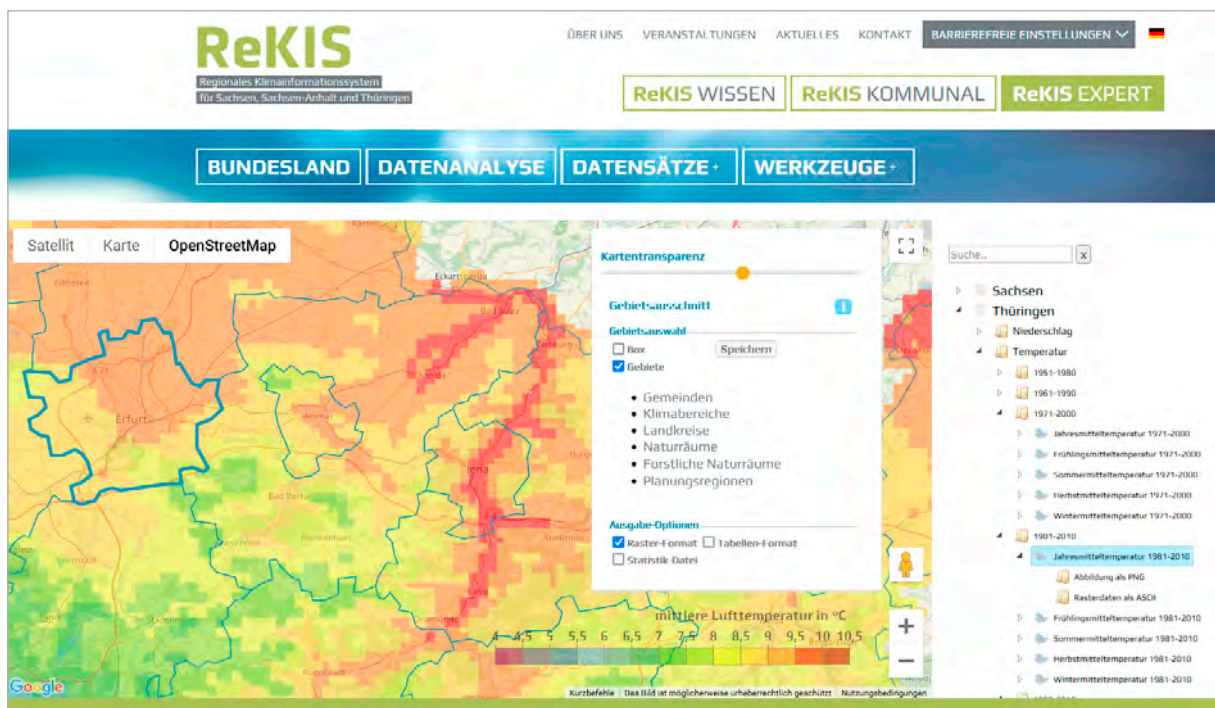 ReKIS
Regionales Klimainformationssystem
für Sachsen, Sachsen-Anhalt und Thüringen
ÜBER UNS VERANSTALTUNGEN AKTUELLES KONTAKT BARRIEREFREIE EINSTELLUNGEN
ReKIS WISSEN ReKIS KOMMUNAL ReKIS EXPERT
BUNDESLAND DATENANALYSE DATENSÄTZE+ WERKZEUGE+
Satellit Karte OpenStreetMap
Erfurt
Jena
Bad Berka
Kartentransparenz
Gebietsausschnitt
i
Gebietsauswahl
Box Speichern
Gebiete
• Gemeinden
• Klimabereiche
• Landkreise
• Naturräume
• Forstliche Naturräume
• Planungsregionen
Ausgabe-Optionen
Raster-Format Tabellen-Format
Statistik-Datei
mittlere Lufttemperatur in °C
4 4,5 5 5,5 6 6,5 7 7,5 8 8,5 9 9,5 10 10,5
+
−
Google
Kurzbefehle Das Bild ist möglicherweise urheberrechtlich geschützt Nutzungsbedingungen
Suche.. x
Sachsen
Thüringen
Niederschlag
Temperatur
1951-1980
1961-1990
1971-2000
Jahresmitteltemperatur 1971-2000
Frühlingsmitteltemperatur 1971-2000
Sommermitteltemperatur 1971-2000
Herbstmitteltemperatur 1971-2000
Wintermitteltemperatur 1971-2000
1981-2010
Jahresmitteltemperatur 1981-2010
Abbildung als PNG
Rasterdaten als ASCII
Frühlingsmitteltemperatur 1981-2010
Sommermitteltemperatur 1981-2010
Herbstmitteltemperatur 1981-2010
Wintermitteltemperatur 1981-2010